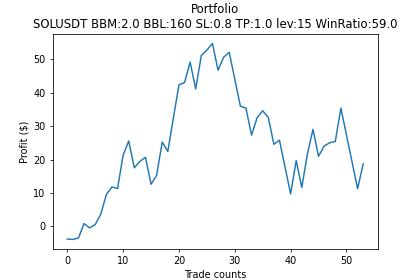 Portfolio
SOLUSDT BBM:2.0 BBL:160 SL:0.8 TP:1.0 lev:15 WinRatio:59.0
50
40
30
20
10
0
Profit ($)
0 10 20 30 40 50
Trade counts